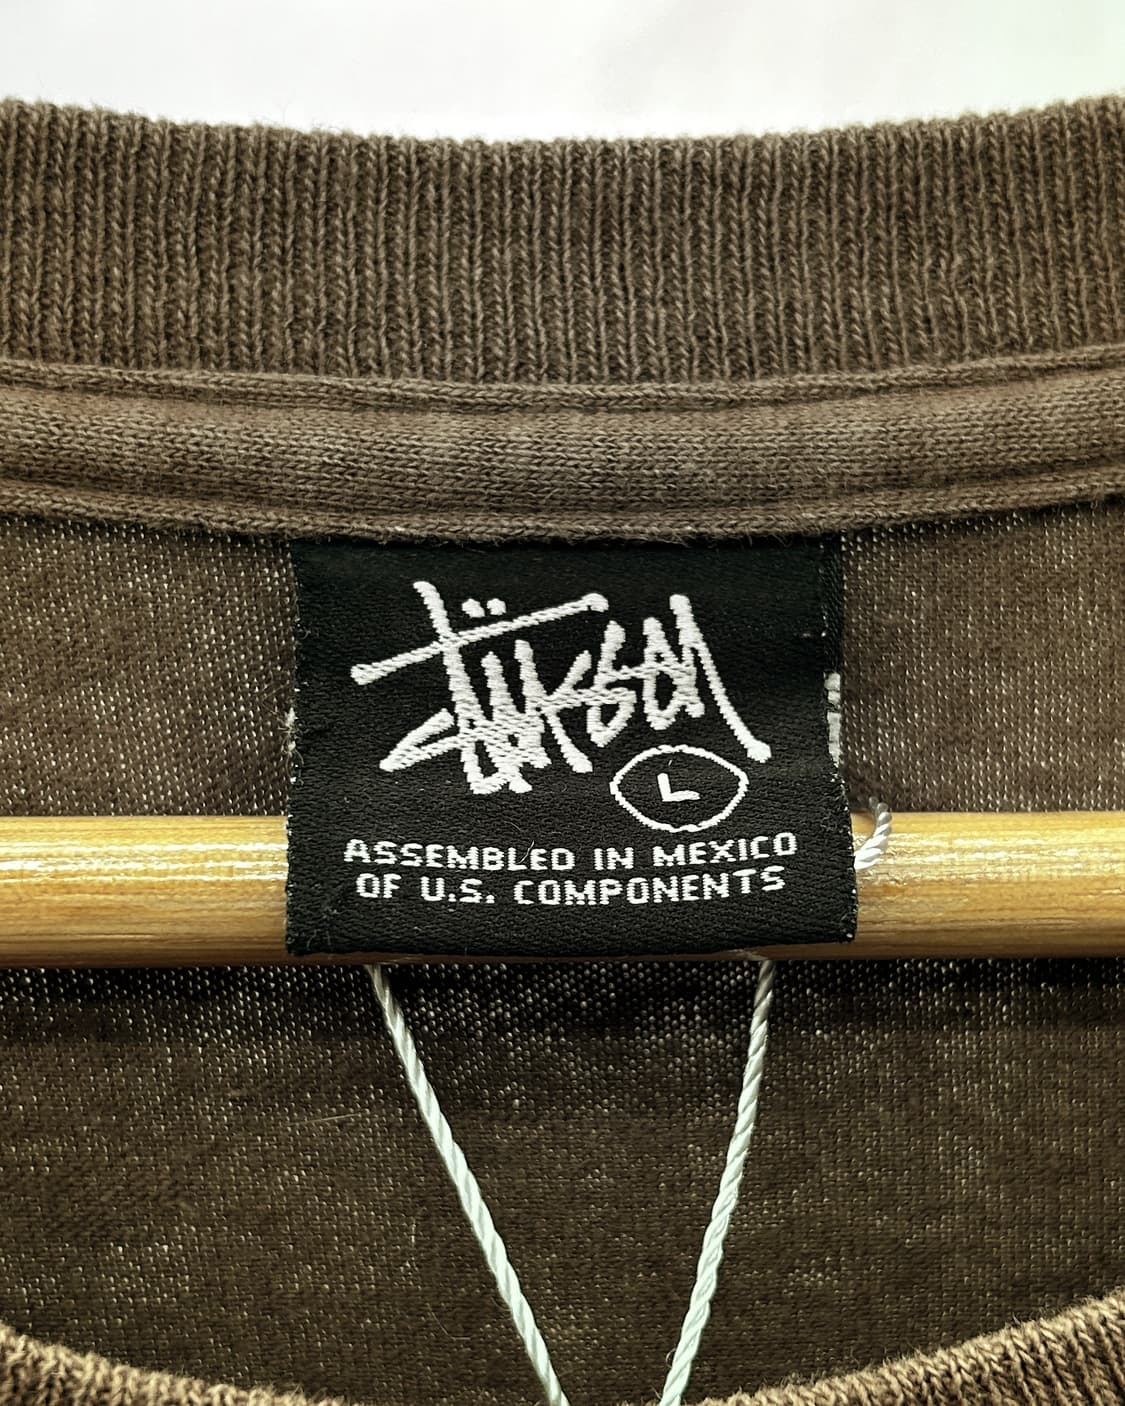 Stüssy
L
ASSEMBLED IN MEXICO
OF U.S. COMPONENTS